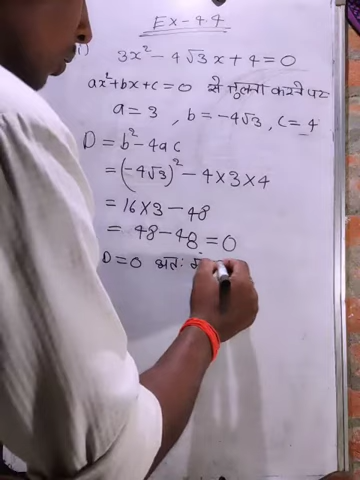 Ex-4.4
i)
3x² - 4√3 x + 4 = 0
ax²+bx+c=0 से तुलना करने पर
a = 3 , b = -4√3, c = 4
D = b² - 4ac
= (-4√3)² - 4×3×4
= 16×3 - 48
= 48 - 48 = 0
D = 0 अतः